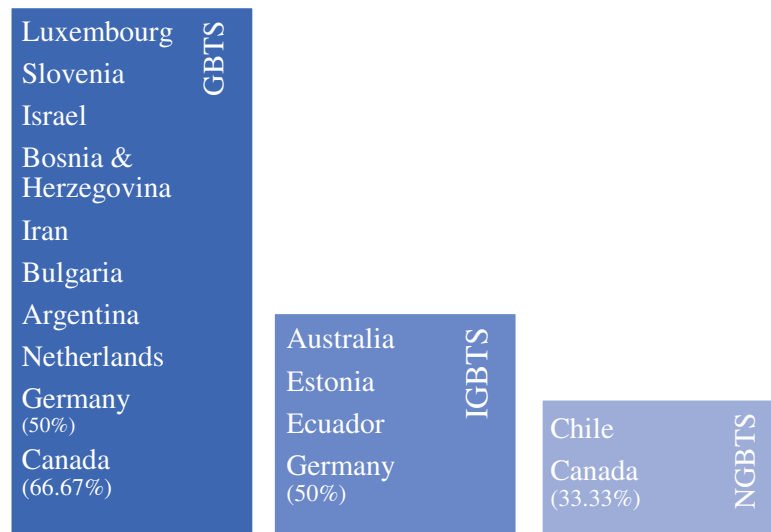 Luxembourg
Slovenia
Israel
Bosnia &
Herzegovina
Iran
Bulgaria
Argentina
Netherlands
Germany
(50%)
Canada
(66.67%)
GBTS
Australia
Estonia
Ecuador
Germany
(50%)
IGBTS
Chile
Canada
(33.33%)
NGBTS